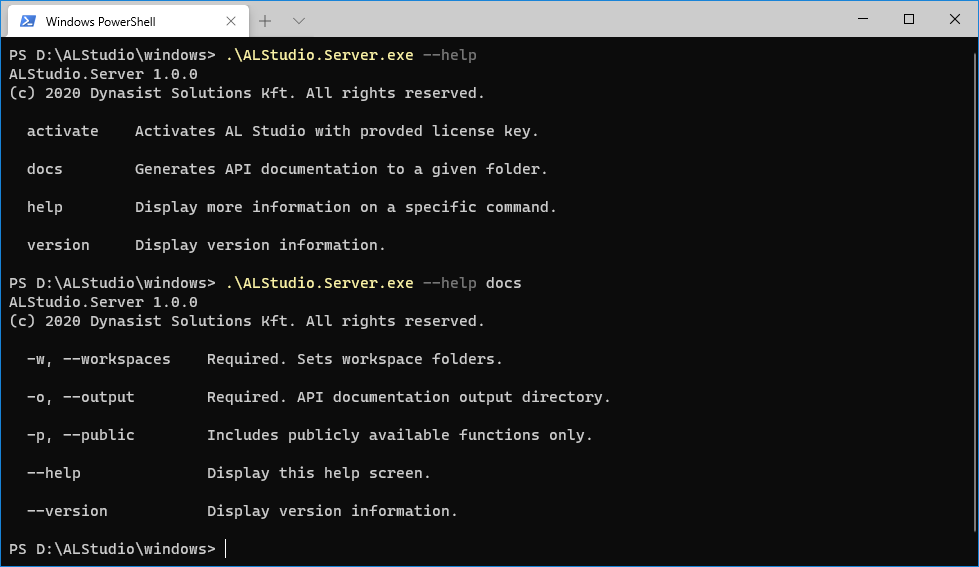 Windows PowerShell
PS D:\ALStudio\windows> .\ALStudio.Server.exe --help
ALStudio.Server 1.0.0
(c) 2020 Dynasist Solutions Kft. All rights reserved.
activate    Activates AL Studio with provded license key.
docs        Generates API documentation to a given folder.
help        Display more information on a specific command.
version     Display version information.
PS D:\ALStudio\windows> .\ALStudio.Server.exe --help docs
ALStudio.Server 1.0.0
(c) 2020 Dynasist Solutions Kft. All rights reserved.
-w, --workspaces    Required. Sets workspace folders.
-o, --output        Required. API documentation output directory.
-p, --public        Includes publicly available functions only.
--help              Display this help screen.
--version           Display version information.
PS D:\ALStudio\windows>